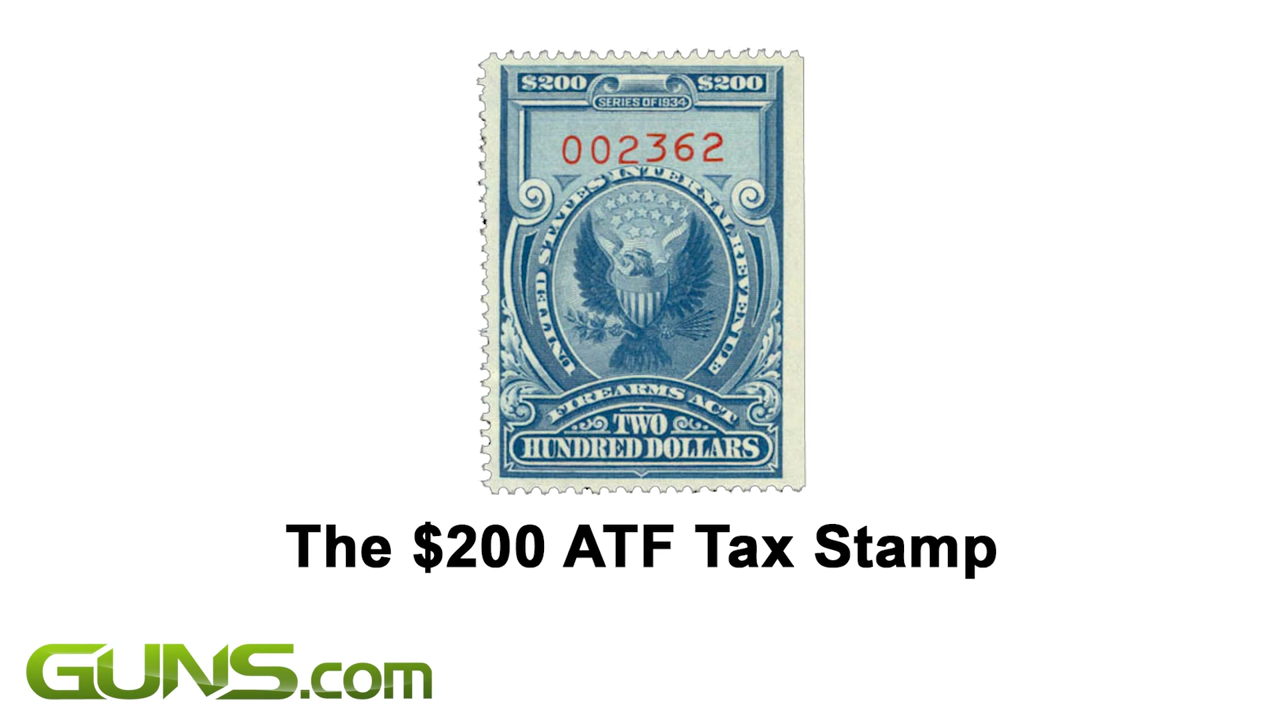 $200 $200
SERIES OF 1934
002362
UNITED STATES INTERNAL REVENUE
FIREARMS ACT
TWO
HUNDRED DOLLARS
The $200 ATF Tax Stamp
GUNS.com